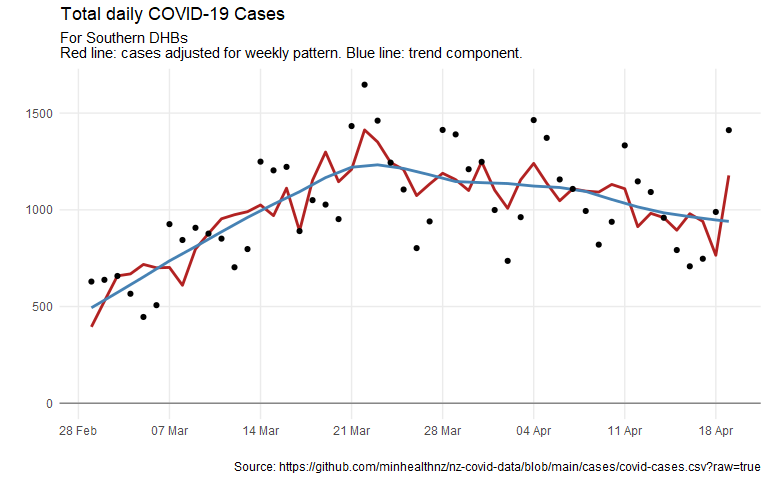 Total daily COVID-19 Cases
For Southern DHBs
Red line: cases adjusted for weekly pattern. Blue line: trend component.
1500
1000
500
0
28 Feb 07 Mar 14 Mar 21 Mar 28 Mar 04 Apr 11 Apr 18 Apr
Source: https://github.com/minhealthnz/nz-covid-data/blob/main/cases/covid-cases.csv?raw=true